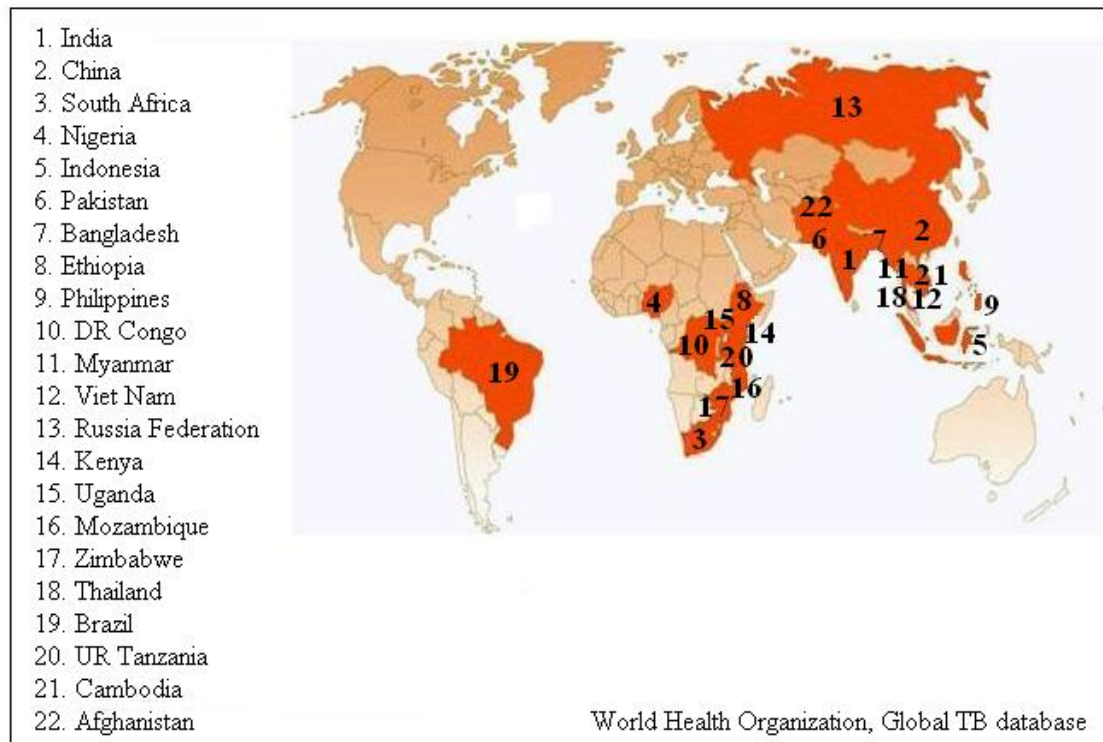 1. India
2. China
3. South Africa
4. Nigeria
5. Indonesia
6. Pakistan
7. Bangladesh
8. Ethiopia
9. Philippines
10. DR Congo
11. Myanmar
12. Viet Nam
13. Russia Federation
14. Kenya
15. Uganda
16. Mozambique
17. Zimbabwe
18. Thailand
19. Brazil
20. UR Tanzania
21. Cambodia
22. Afghanistan
13
22
2
6
7
1
11
21
1
18
12
9
4
8
15
14
5
10
20
19
16
17
3
World Health Organization, Global TB database